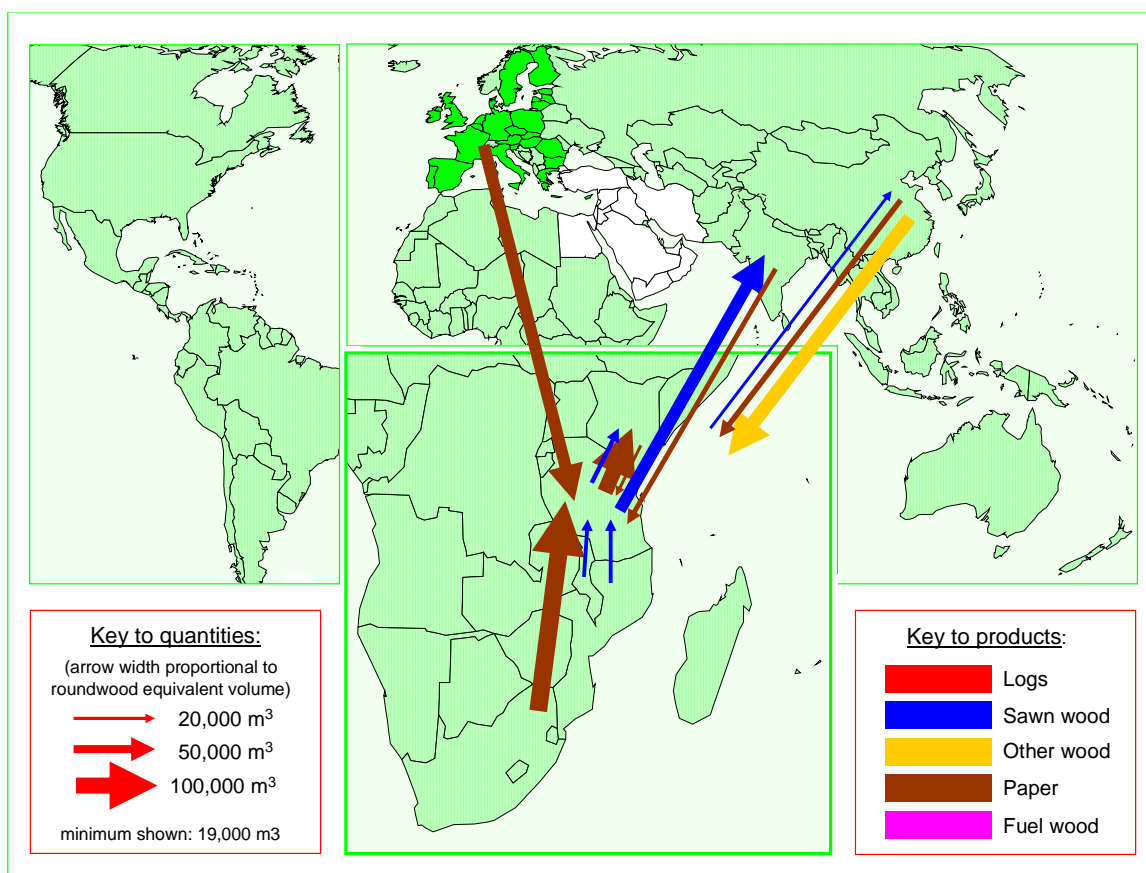 Key to quantities:
(arrow width proportional to
roundwood equivalent volume)
20,000 m³
50,000 m³
100,000 m³
minimum shown: 19,000 m3
Key to products:
Logs
Sawn wood
Other wood
Paper
Fuel wood